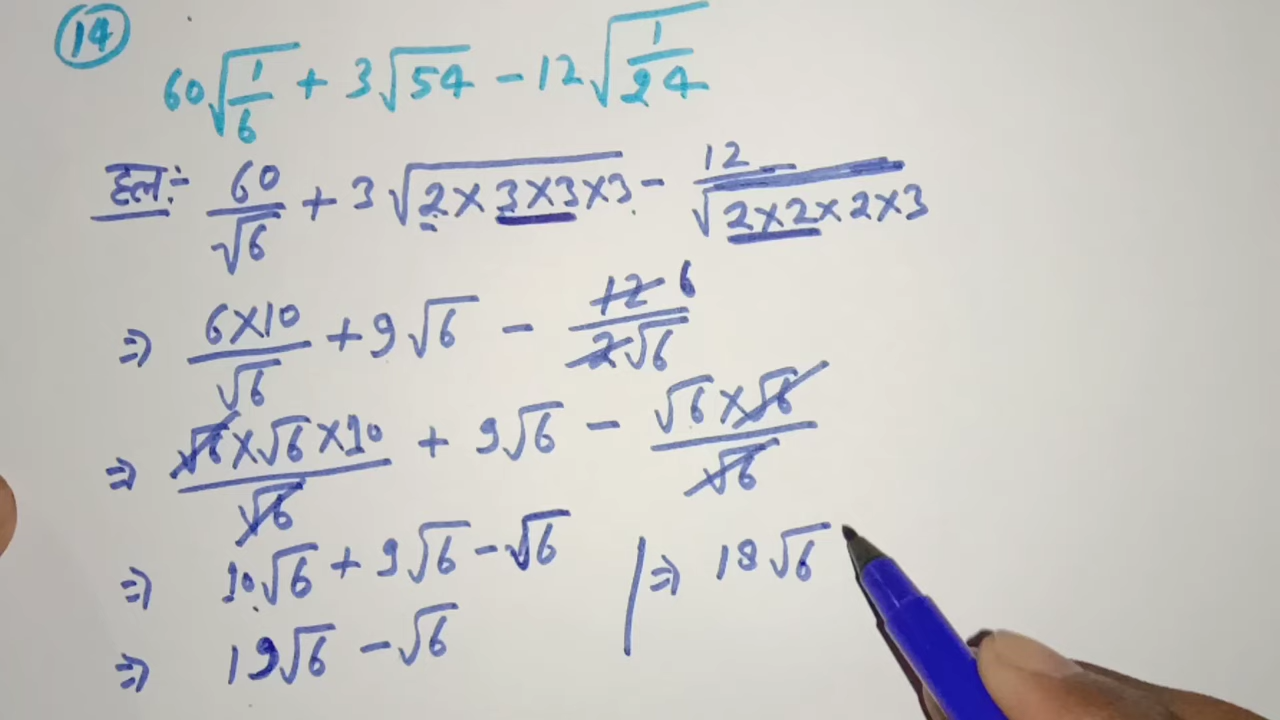 14
60√(1/6) + 3√54 − 12√(1/24)
हलः- 60/√6 + 3√(2×3×3×3) − 12/√(2×2×2×3)
⇒ 6×10/√6 + 9√6 − 12 6/2√6
⇒ √6×√6×10/√6 + 9√6 − √6×√6/√6
⇒ 10√6 + 9√6 − √6
⇒ 19√6 − √6
⇒ 18√6